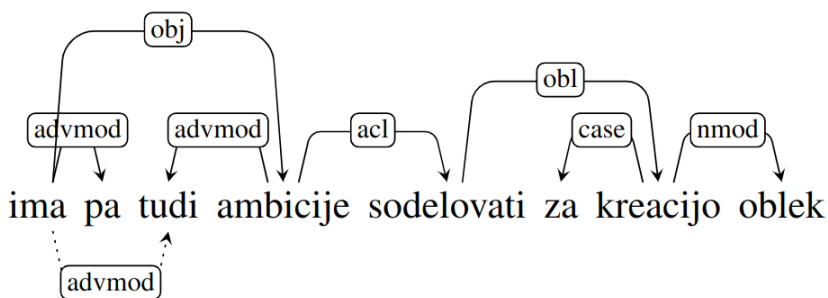 obj
obl
advmod advmod acl case nmod
ima pa tudi ambicije sodelovati za kreacijo oblek
advmod